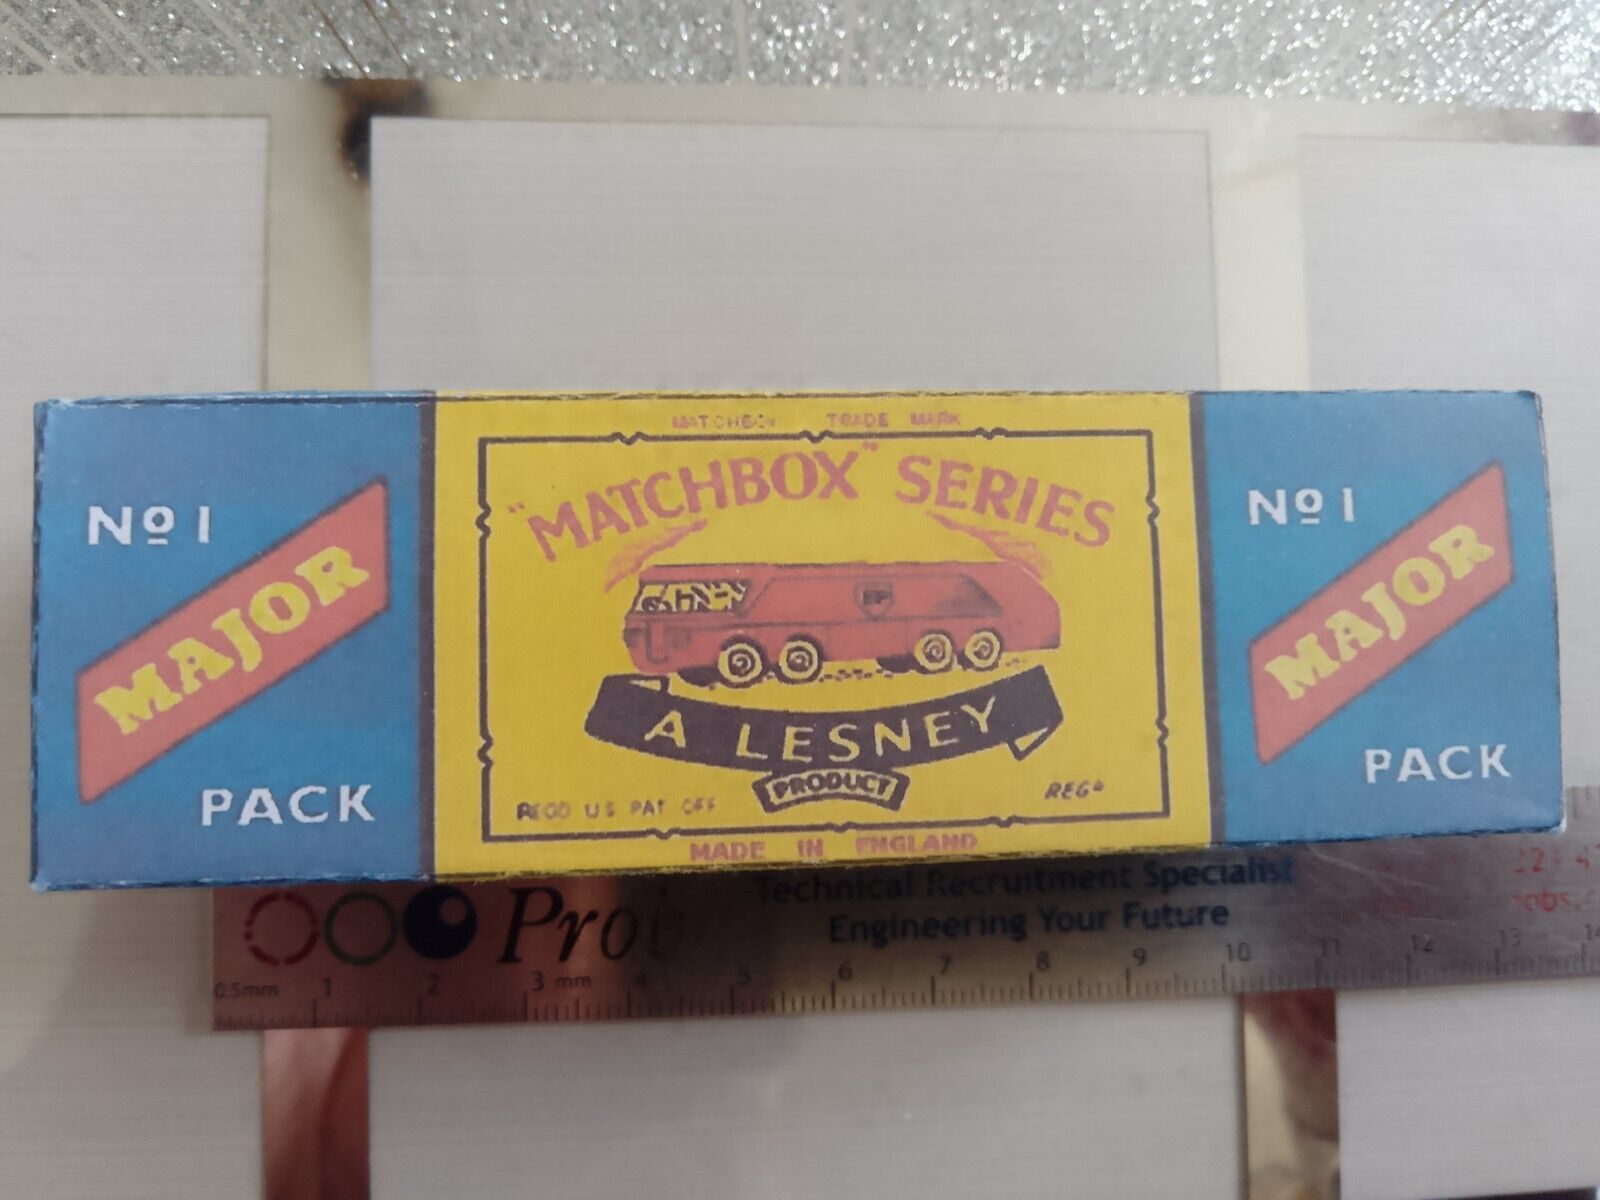 No 1
MAJOR
PACK
MATCHBOX TRADE MARK
"MATCHBOX" SERIES
BP
A LESNEY
PRODUCT
REGD U.S PAT OFF
REGd
MADE IN ENGLAND
No 1
MAJOR
PACK
Technical Recruitment Specialist
Engineering Your Future
0.5mm 1 2 3 mm 4 5 6 7 8 9 10 11 12 13 14